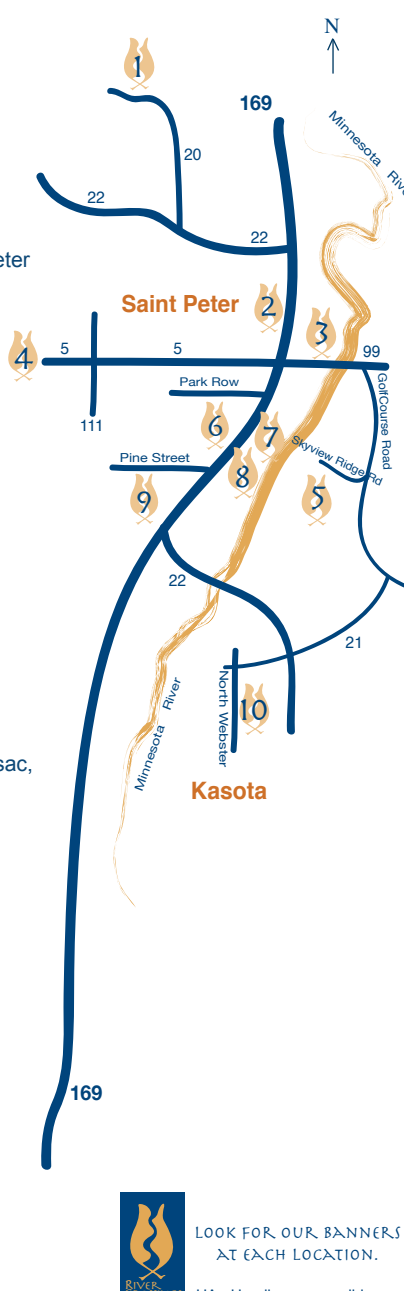 N
1
169
Minnesota
20
22
22
eter
Saint Peter
2
3
4
5
5
99
Park Row
GolfCourse Road
111
6
7
Skyview Ridge Rd
Pine Street
8
5
9
22
21
North Webster
10
Minnesota River
sac,
Kasota
169
LOOK FOR OUR BANNERS
AT EACH LOCATION.
RIVER